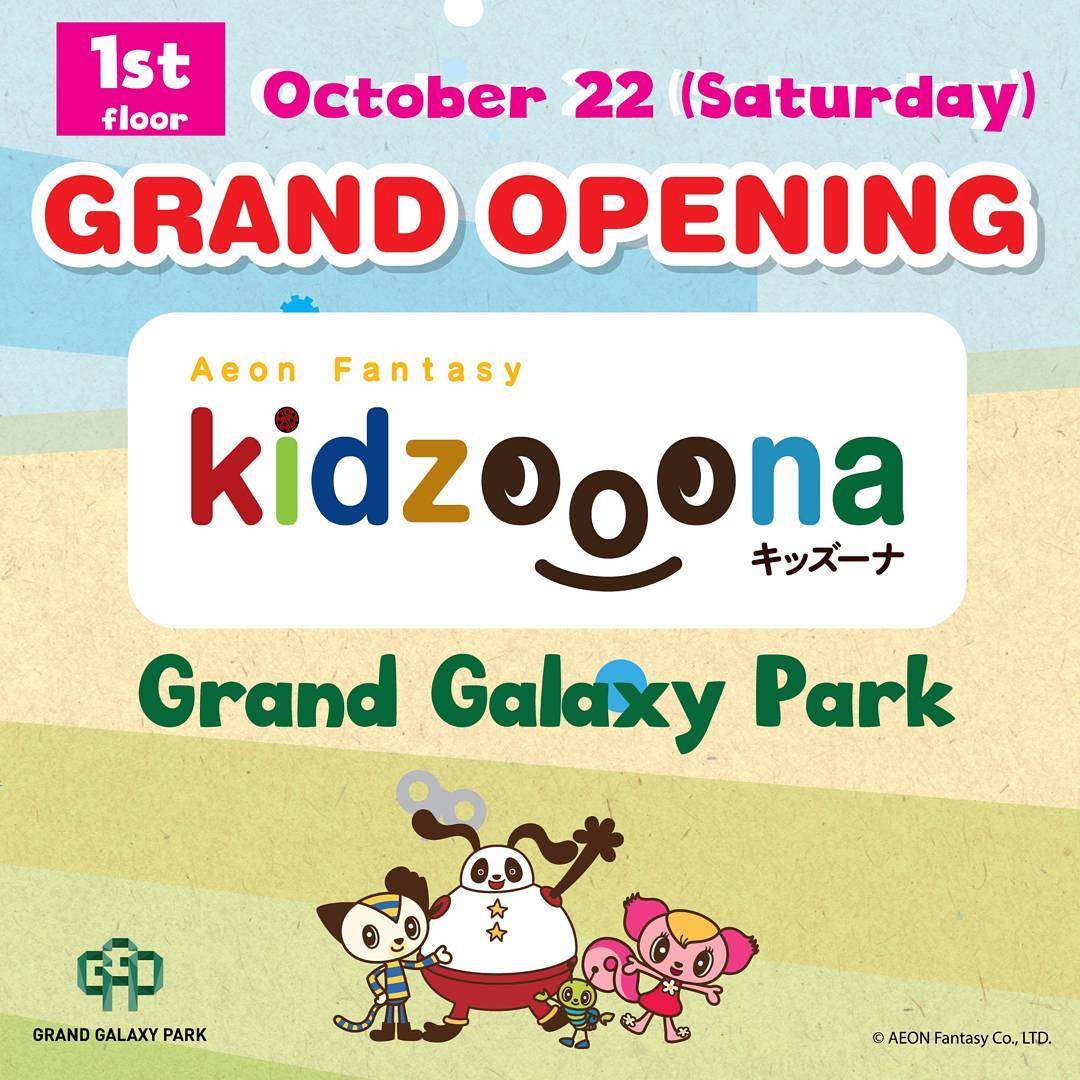 1st
floor
October 22 (Saturday)
GRAND OPENING
Aeon Fantasy
kidzooona
キッズーナ
Grand Galaxy Park
GGP
GRAND GALAXY PARK
© AEON Fantasy Co., LTD.